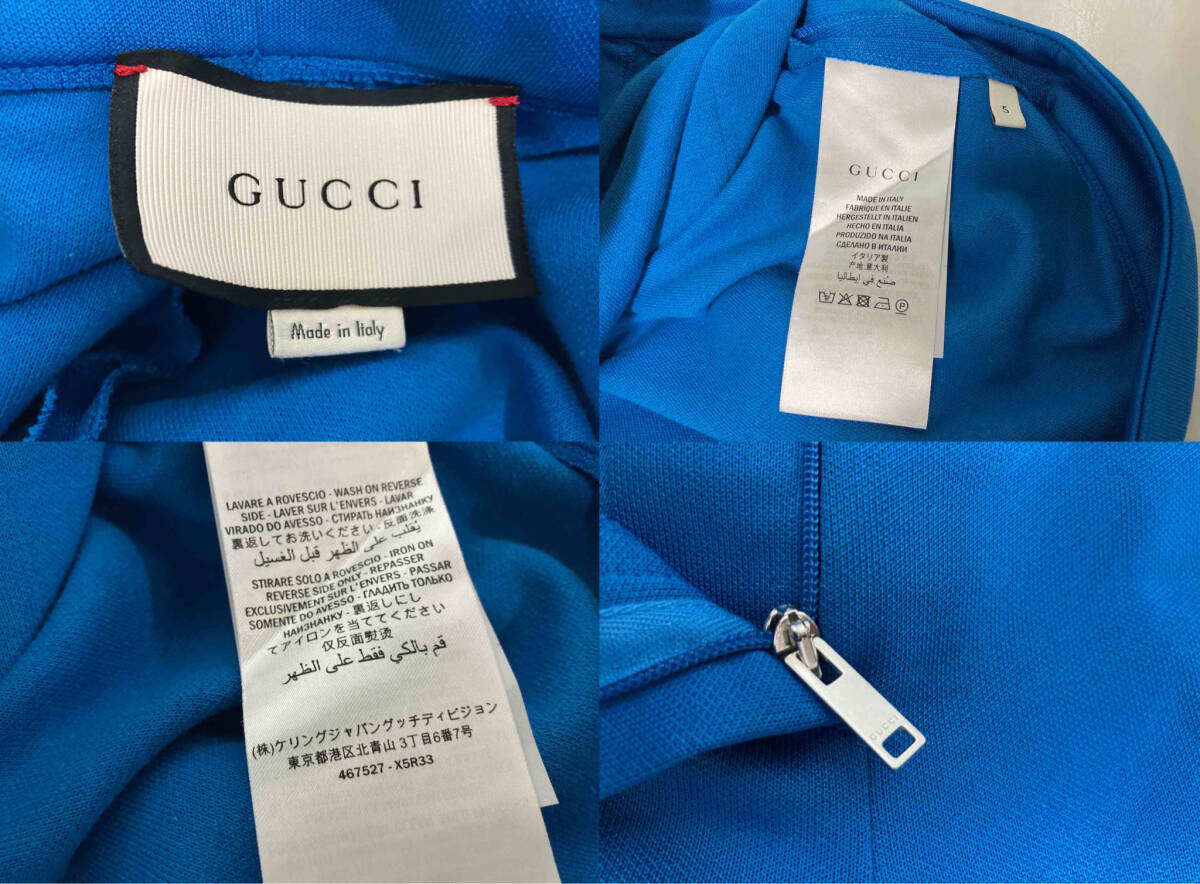 GUCCI
Made in Italy
S
GUCCI
MADE IN ITALY
FABRIQUE EN ITALIE
HERGESTELLT IN ITALIEN
HECHO EN ITALIA
PRODUZIDO NA ITALIA
СДЕЛАНО В ИТАЛИИ
イタリア製
产地:意大利
صنع في إيطاليا
P
LAVARE A ROVESCIO - WASH ON REVERSE
SIDE - LAVER SUR L'ENVERS - LAVAR
VIRADO DO AVESSO - СТИРАТЬ НАИЗНАНКУ
裏返してお洗いください - 反面洗涤
يُقلب على الظهر قبل الغسيل
STIRARE SOLO A ROVESCIO - IRON ON
REVERSE SIDE ONLY - REPASSER
EXCLUSIVEMENT SUR L'ENVERS - PASSAR
SOMENTE DO AVESSO - ГЛАДИТЬ ТОЛЬКО
НАИЗНАНКУ - 裏返しにし
てアイロンを当ててください
仅反面熨烫
قم بالكي فقط على الظهر
(株)ケリングジャパングッチディビジョン
東京都港区北青山3丁目6番7号
467527 - X5R33
GUCCI